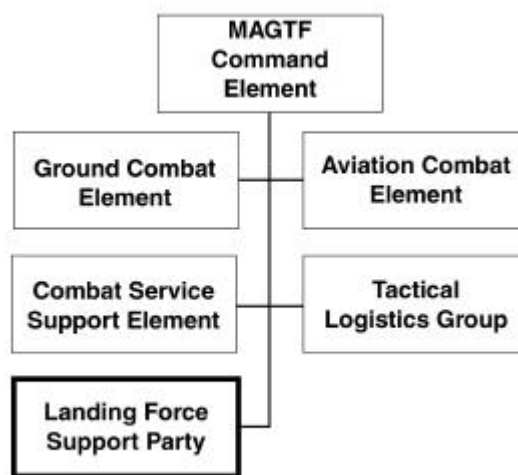 MAGTF
Command
Element
Ground Combat
Element
Aviation Combat
Element
Combat Service
Support Element
Tactical
Logistics Group
Landing Force
Support Party